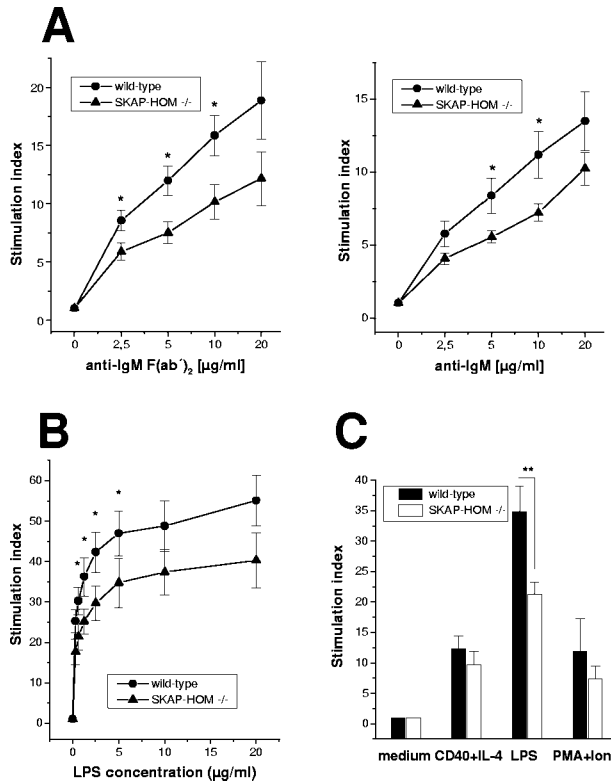 A
wild-type
SKAP-HOM -/-
Stimulation index
20
15
10
5
0
*
*
*
0 2,5 5 10 20
anti-IgM F(ab´)2 [µg/ml]
wild-type
SKAP-HOM -/-
Stimulation index
15
10
5
0
*
*
0 2,5 5 10 20
anti-IgM [µg/ml]
B
Stimulation index
60
50
40
30
20
10
0
*
*
*
*
wild-type
SKAP-HOM -/-
0 5 10 15 20
LPS concentration (µg/ml)
C
wild-type
SKAP-HOM -/-
**
Stimulation index
40
35
30
25
20
15
10
5
0
medium CD40+IL-4 LPS PMA+Ion